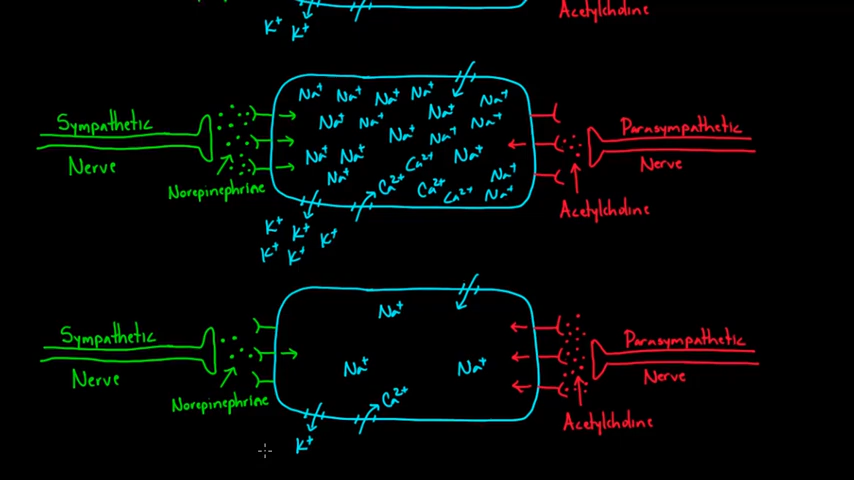 K⁺ K⁺
Acetylcholine
Na⁺ Na⁺ Na⁺ Na⁺ Na⁺
Na⁺
Na⁺ Na⁺ Na⁺
Na⁺ Na⁺
Na⁺ Na⁺ Na⁺
Ca²⁺
Na⁺ Na⁺
Ca²⁺ Ca²⁺ Ca²⁺ Na⁺
Sympathetic
Nerve
Norepinephrine
Parasympathetic
Nerve
Acetylcholine
K⁺ K⁺ K⁺
K⁺ K⁺
Sympathetic
Nerve
Norepinephrine
Na⁺
Na⁺ Na⁺
Ca²⁺
K⁺
Parasympathetic
Nerve
Acetylcholine